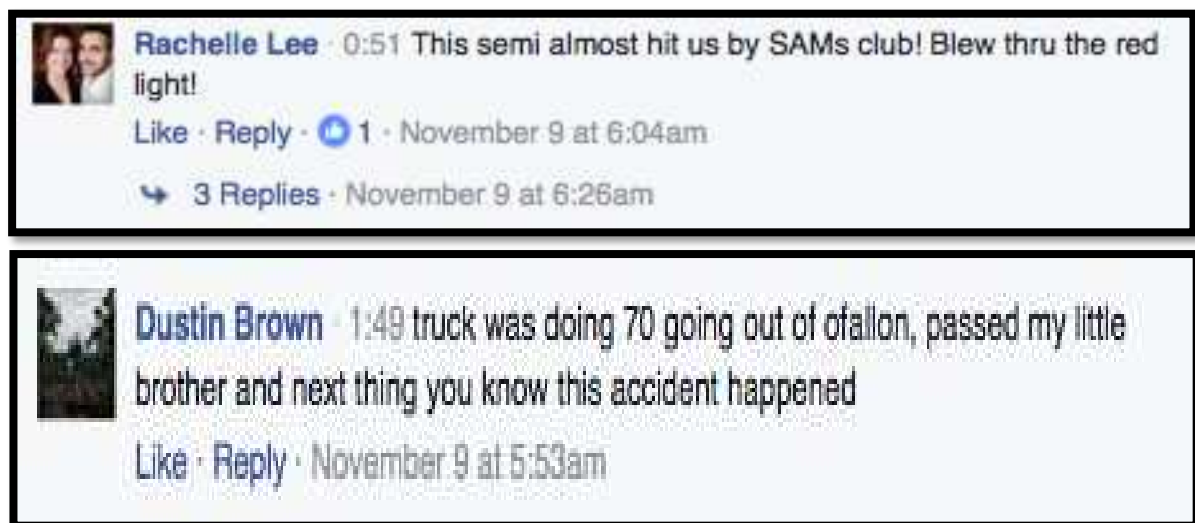 Rachelle Lee · 0:51 This semi almost hit us by SAMs club! Blew thru the red
light!
Like · Reply · 1 · November 9 at 6:04am
3 Replies · November 9 at 6:26am
Dustin Brown · 1:49 truck was doing 70 going out of ofallon, passed my little
brother and next thing you know this accident happened
Like · Reply · November 9 at 5:53am